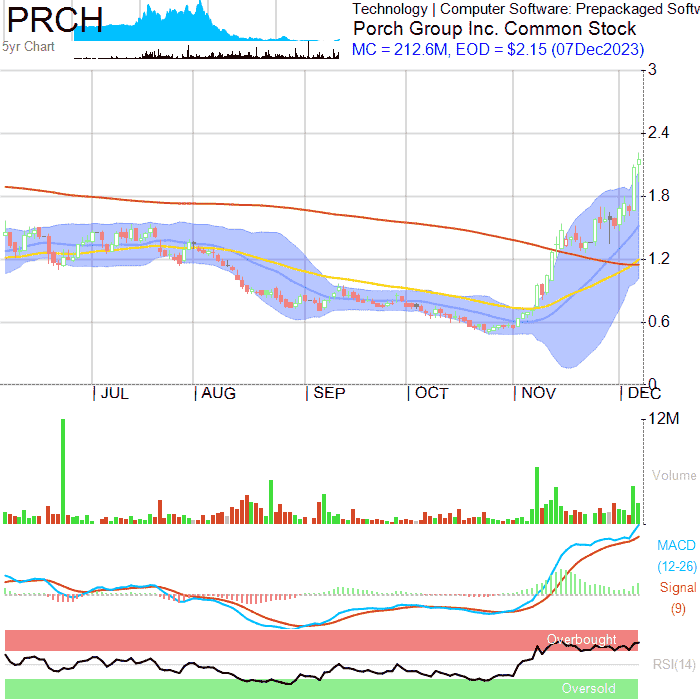 PRCH
5yr Chart
Technology | Computer Software: Prepackaged Softw
Porch Group Inc. Common Stock
MC = 212.6M, EOD = $2.15 (07Dec2023)
3
2.4
1.8
1.2
0.6
0
JUL AUG SEP OCT NOV DEC
12M
Volume
MACD
(12-26)
Signal
(9)
Overbought
RSI(14)
Oversold